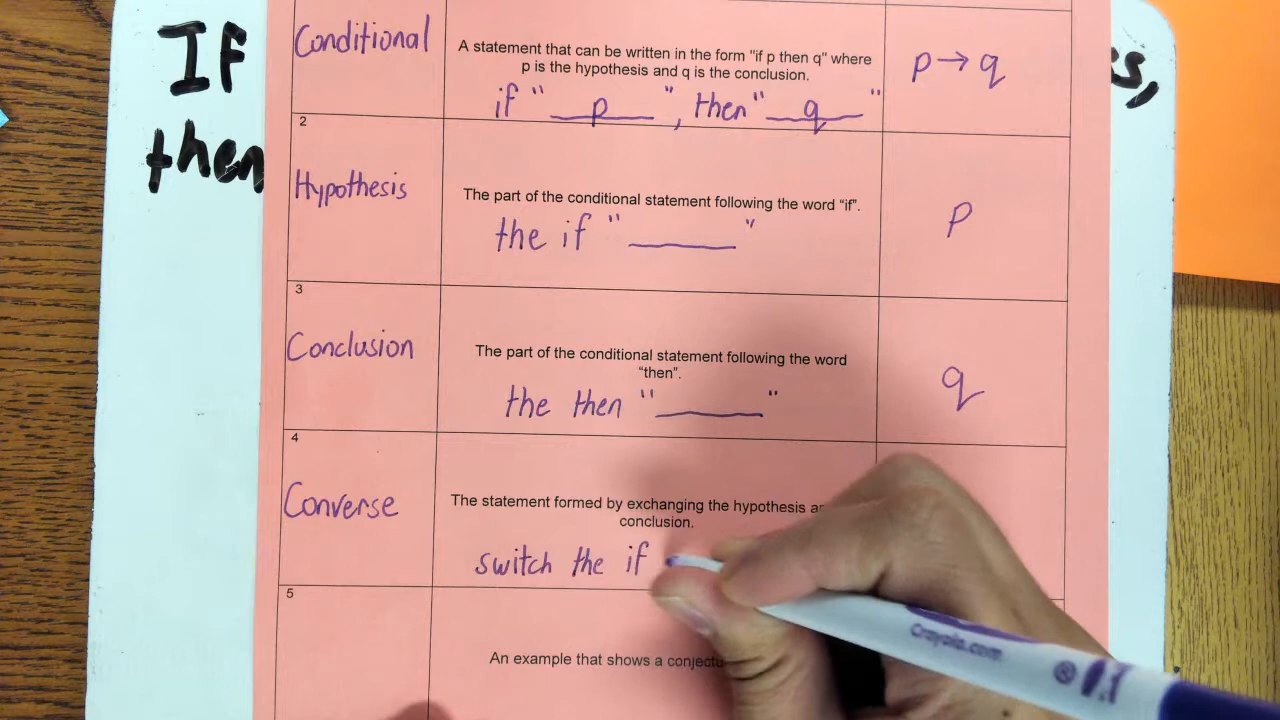 IF
then
s,
Conditional
A statement that can be written in the form "if p then q" where
p is the hypothesis and q is the conclusion.
if " p ", then " q "
p → q
2
Hypothesis
The part of the conditional statement following the word “if”.
the if " ______ "
p
3
Conclusion
The part of the conditional statement following the word
“then”.
the then " ______ "
q
4
Converse
The statement formed by exchanging the hypothesis
conclusion.
switch the if
5
An example that shows a
Crayola.com